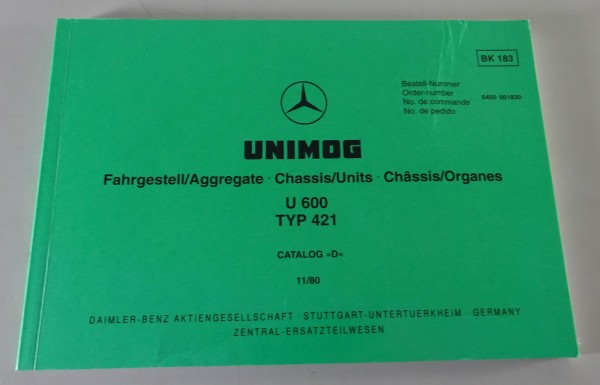 BK 183
Bestell-Nummer
Order-number
No. de commande
No. de pedido
6400 901830
UNIMOG
Fahrgestell/Aggregate · Chassis/Units · Châssis/Organes
U 600
TYP 421
CATALOG »D«
11/80
DAIMLER-BENZ AKTIENGESELLSCHAFT · STUTTGART-UNTERTUERKHEIM · GERMANY
ZENTRAL-ERSATZTEILWESEN